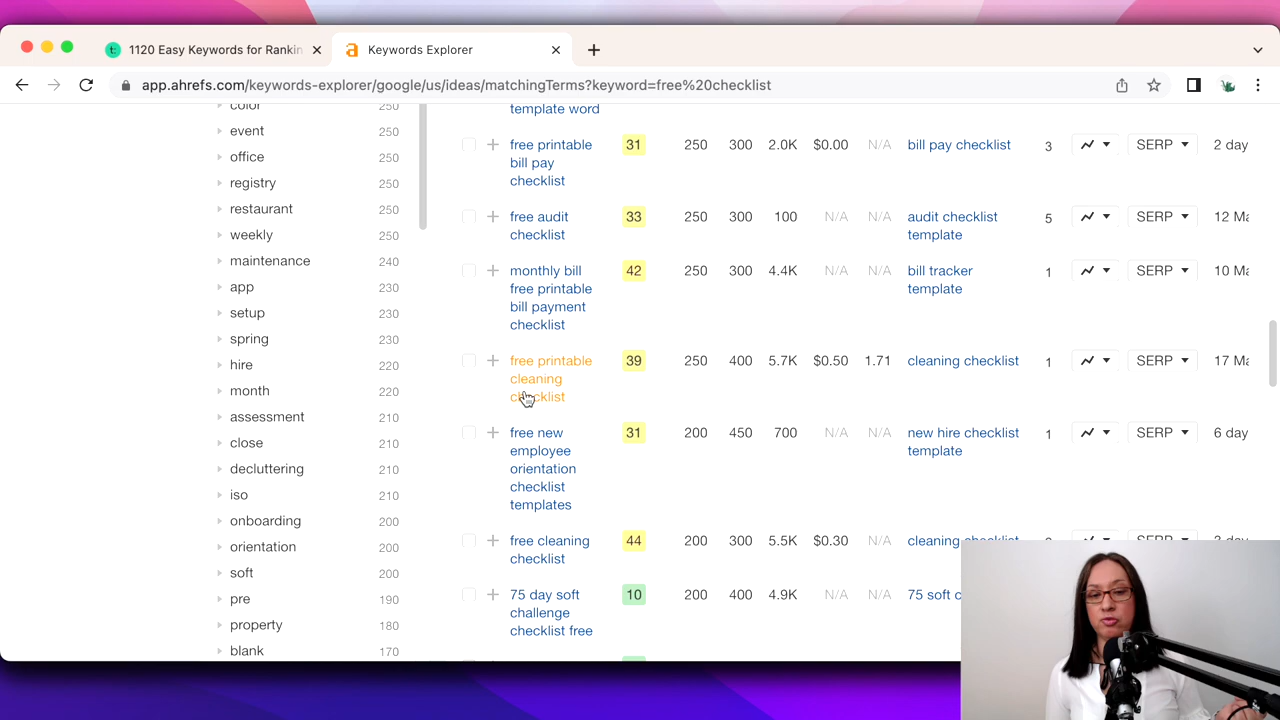 1120 Easy Keywords for Rankin
Keywords Explorer
app.ahrefs.com/keywords-explorer/google/us/ideas/matchingTerms?keyword=free%20checklist
color 250
event 250
office 250
registry 250
restaurant 250
weekly 250
maintenance 240
app 230
setup 230
spring 230
hire 220
month 220
assessment 210
close 210
decluttering 210
iso 210
onboarding 200
orientation 200
soft 200
pre 190
property 180
blank 170
template word
free printable 31 250 300 2.0K $0.00 N/A bill pay checklist 3 SERP 2 day
bill pay
checklist
free audit 33 250 300 100 N/A N/A audit checklist 5 SERP 12 Ma
checklist template
monthly bill 42 250 300 4.4K N/A N/A bill tracker 1 SERP 10 Ma
free printable template
bill payment
checklist
free printable 39 250 400 5.7K $0.50 1.71 cleaning checklist 1 SERP 17 Ma
cleaning
checklist
free new 31 200 450 700 N/A N/A new hire checklist 1 SERP 6 day
employee template
orientation
checklist
templates
free cleaning 44 200 300 5.5K $0.30 N/A cleaning checklist
checklist
75 day soft 10 200 400 4.9K N/A N/A 75 soft c
challenge
checklist free